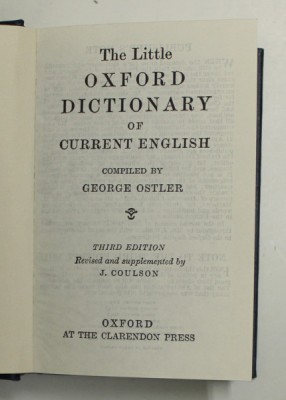 The Little
OXFORD
DICTIONARY
OF
CURRENT ENGLISH
COMPILED BY
GEORGE OSTLER
THIRD EDITION
Revised and supplemented by
J. COULSON
OXFORD
AT THE CLARENDON PRESS